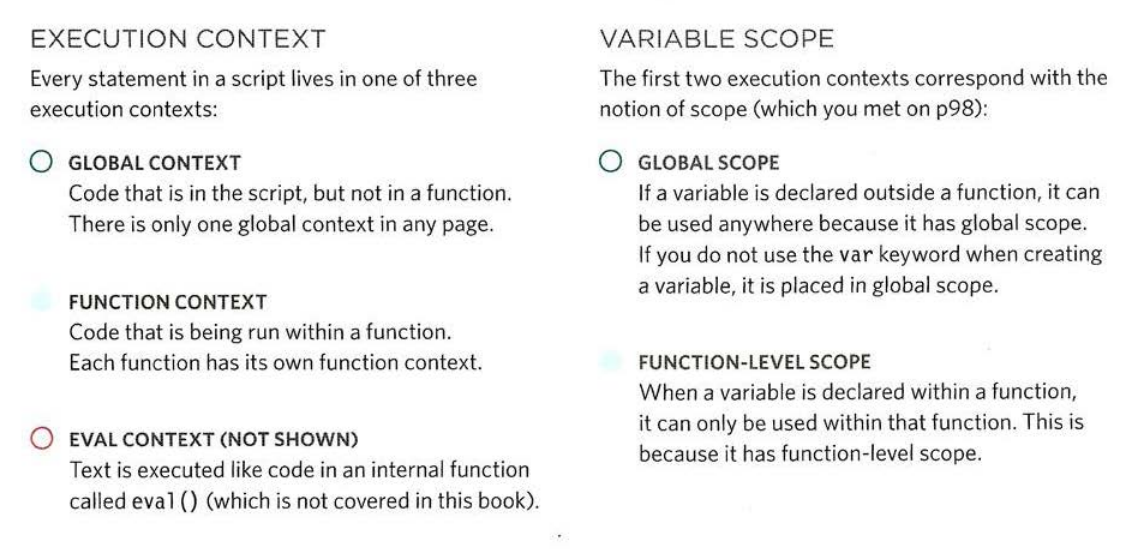 EXECUTION CONTEXT
Every statement in a script lives in one of three
execution contexts:
GLOBAL CONTEXT
Code that is in the script, but not in a function.
There is only one global context in any page.
FUNCTION CONTEXT
Code that is being run within a function.
Each function has its own function context.
EVAL CONTEXT (NOT SHOWN)
Text is executed like code in an internal function
called eval() (which is not covered in this book).
VARIABLE SCOPE
The first two execution contexts correspond with the
notion of scope (which you met on p98):
GLOBAL SCOPE
If a variable is declared outside a function, it can
be used anywhere because it has global scope.
If you do not use the var keyword when creating
a variable, it is placed in global scope.
FUNCTION-LEVEL SCOPE
When a variable is declared within a function,
it can only be used within that function. This is
because it has function-level scope.